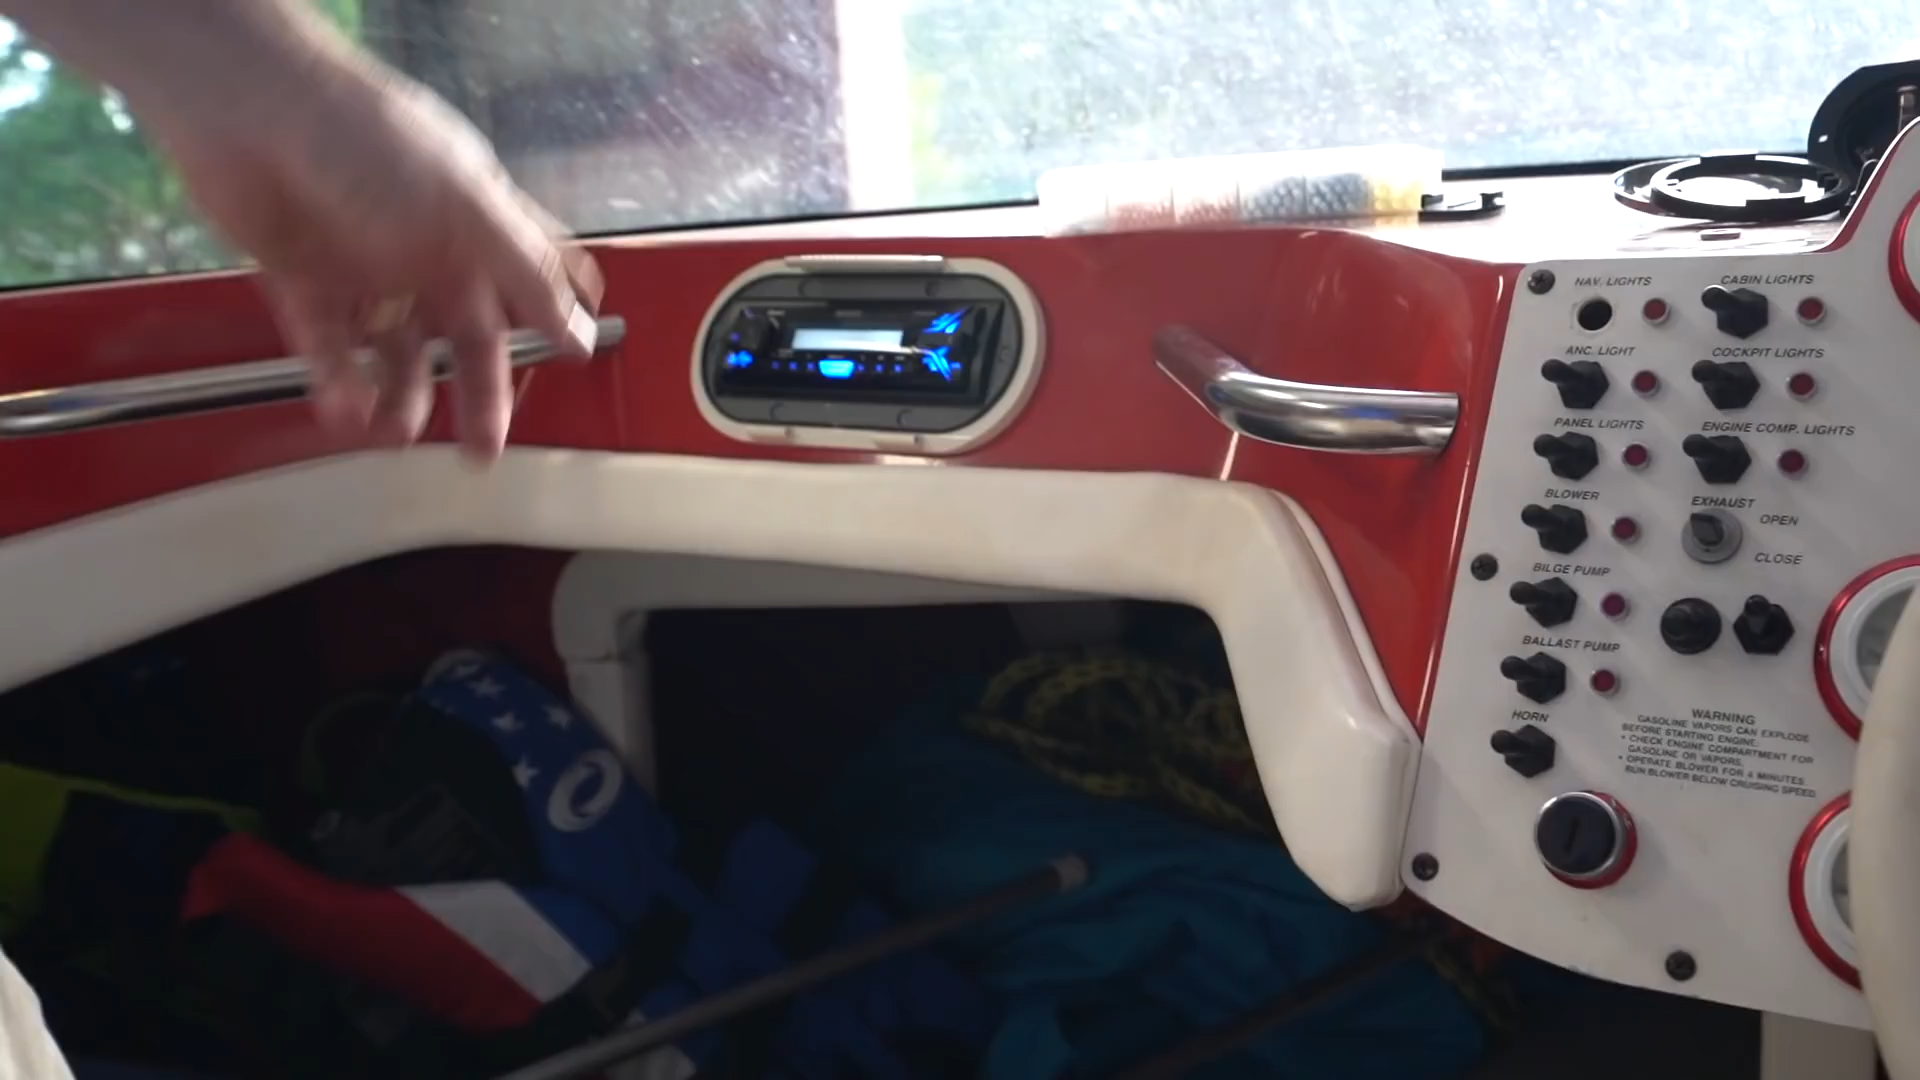 NAV. LIGHTS
CABIN LIGHTS
ANC. LIGHT
COCKPIT LIGHTS
PANEL LIGHTS
ENGINE COMP. LIGHTS
BLOWER
EXHAUST
OPEN
CLOSE
BILGE PUMP
BALLAST PUMP
HORN
WARNING
GASOLINE VAPORS CAN EXPLODE
BEFORE STARTING ENGINE:
• CHECK ENGINE COMPARTMENT FOR
GASOLINE OR VAPORS.
• OPERATE BLOWER FOR 4 MINUTES
RUN BLOWER BELOW CRUISING SPEED